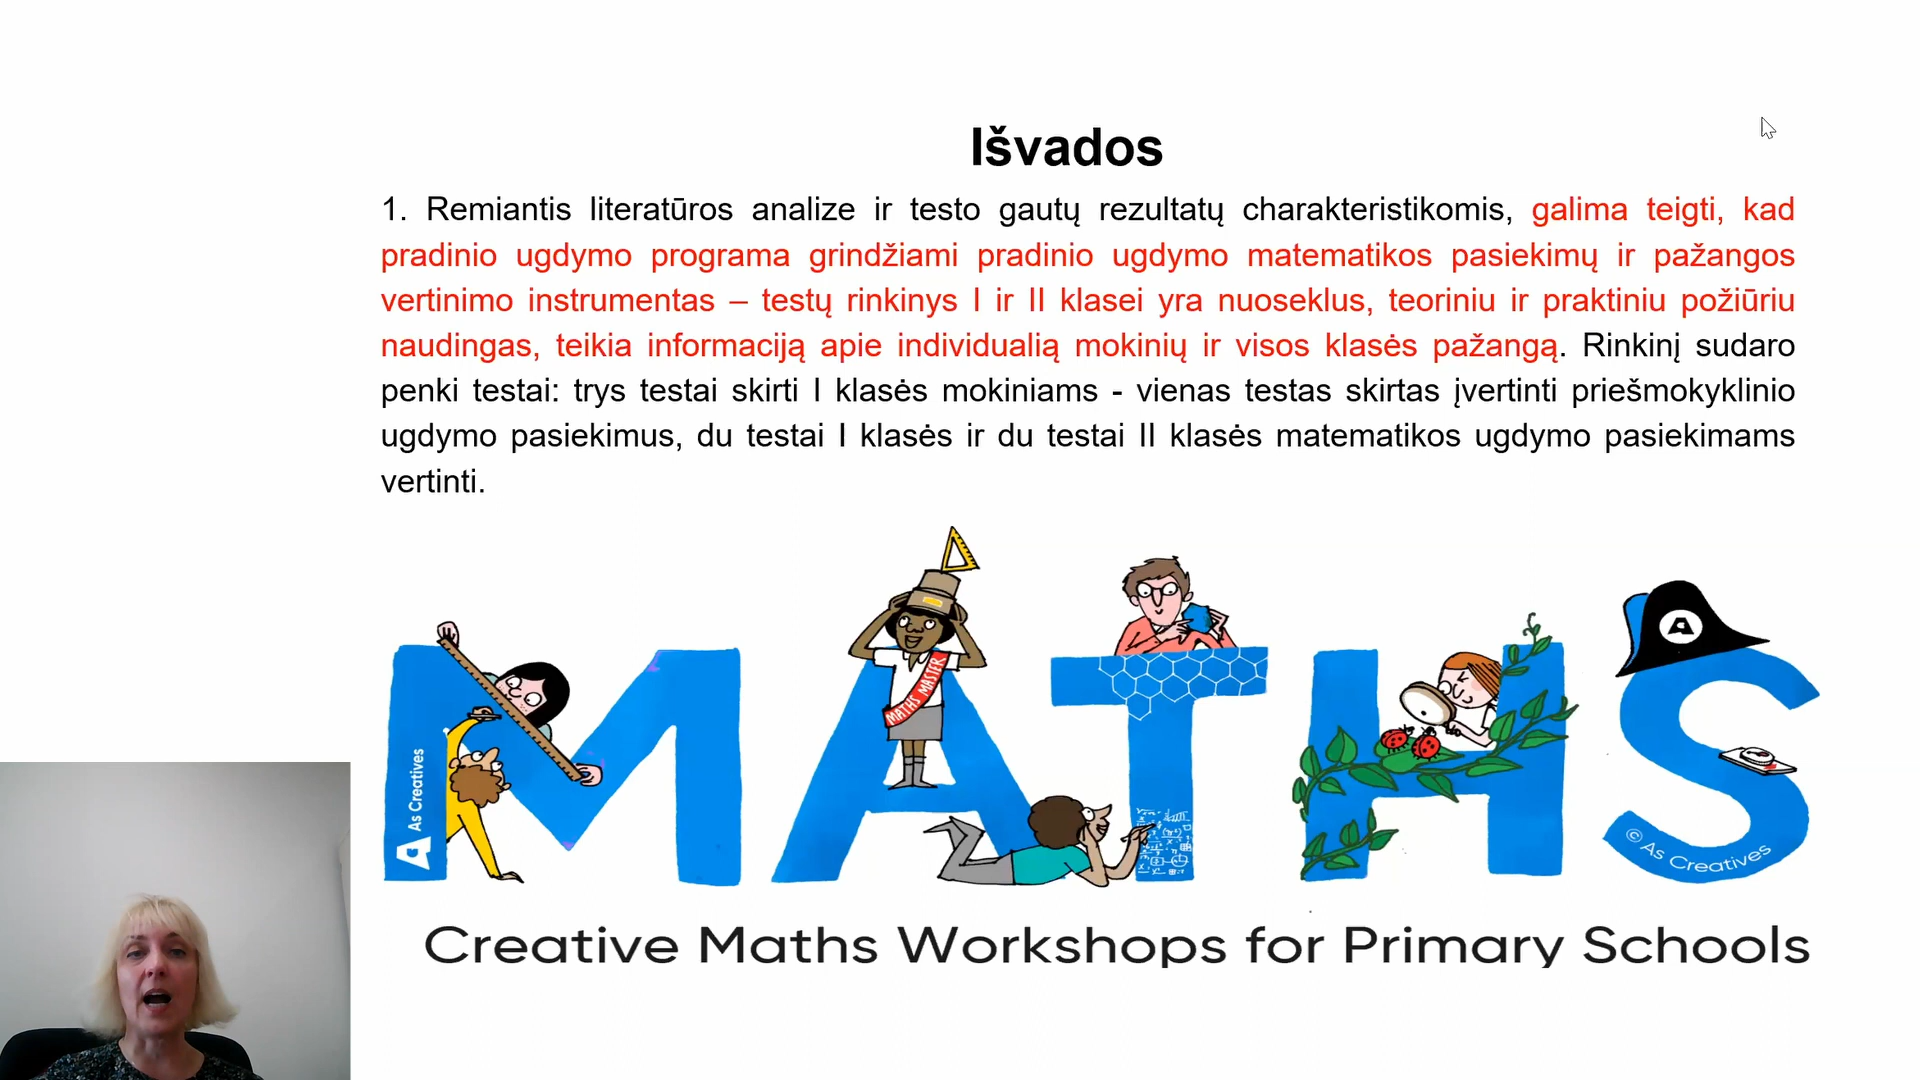 Išvados
1. Remiantis literatūros analize ir testo gautų rezultatų charakteristikomis, galima teigti, kad
pradinio ugdymo programa grindžiami pradinio ugdymo matematikos pasiekimų ir pažangos
vertinimo instrumentas – testų rinkinys I ir II klasei yra nuoseklus, teoriniu ir praktiniu požiūriu
naudingas, teikia informaciją apie individualią mokinių ir visos klasės pažangą. Rinkinį sudaro
penki testai: trys testai skirti I klasės mokiniams - vienas testas skirtas įvertinti priešmokyklinio
ugdymo pasiekimus, du testai I klasės ir du testai II klasės matematikos ugdymo pasiekimams
vertinti.
MATHS
MATHS MASTER
A
A As Creatives
© As Creatives
Creative Maths Workshops for Primary Schools